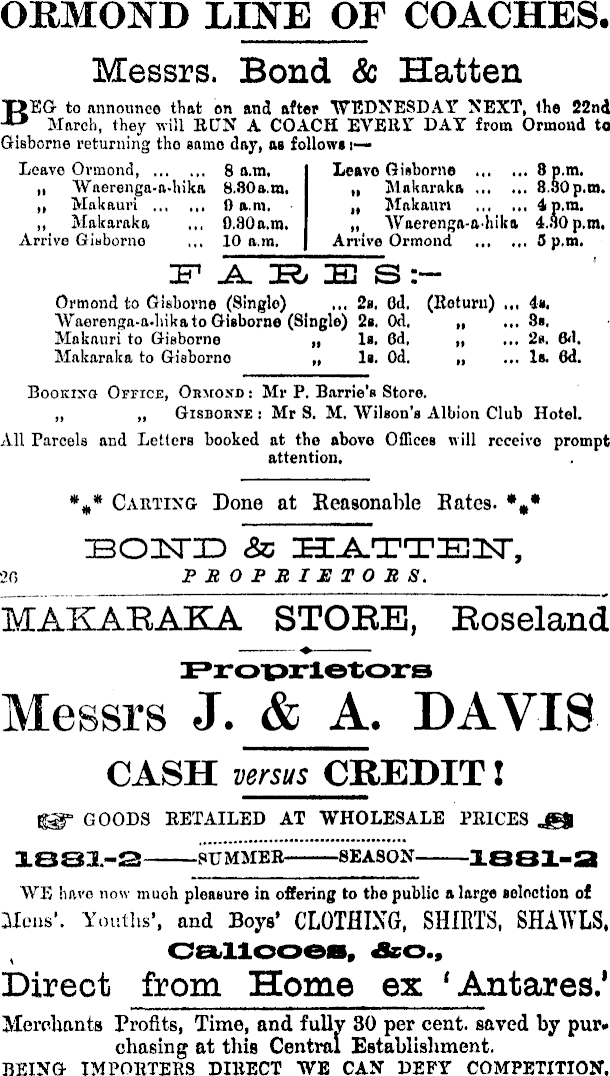 ORMOND LINE OF COACHES.
Messrs. Bond & Hatten
BEG to announce that on and after WEDNESDAY NEXT, the 22nd
March, they will RUN A COACH EVERY DAY from Ormond to
Gisborne returning the same day, as follows:—
Leave Ormond, ... ... 8 a.m.
„ Waerenga-a-hika 8.30 a.m.
„ Makauri ... ... 9 a.m.
„ Makaraka ... 9.30 a.m.
Arrive Gisborne ... 10 a.m.
Leave Gisborne ... ... 3 p.m.
„ Makaraka ... ... 3.30 p.m.
„ Makauri ... ... 4 p.m.
„ Waerenga-a-hika 4.30 p.m.
Arrive Ormond ... ... 5 p.m.
FARES:—
Ormond to Gisborne (Single) ... 2s. 6d. (Return) ... 4s.
Waerenga-a-hika to Gisborne (Single) 2s. 0d. „ ... 3s.
Makauri to Gisborne „ 1s. 6d. „ ... 2s. 6d.
Makaraka to Gisborne „ 1s. 0d. „ ... 1s. 6d.
BOOKING OFFICE, ORMOND: Mr P. Barrie's Store.
„ „ GISBORNE: Mr S. M. Wilson's Albion Club Hotel.
All Parcels and Letters booked at the above Offices will receive prompt
attention.
*** CARTING Done at Reasonable Rates. ***
BOND & HATTEN,
26 PROPRIETORS.
MAKARAKA STORE, Roseland
Proprietors
Messrs J. & A. DAVIS
CASH versus CREDIT!
GOODS RETAILED AT WHOLESALE PRICES
1881-2——SUMMER——SEASON——1881-2
WE have now much pleasure in offering to the public a large selection of
Mens'. Youths', and Boys' CLOTHING, SHIRTS, SHAWLS,
Calicoes, &c.,
Direct from Home ex 'Antares.'
Merchants Profits, Time, and fully 30 per cent. saved by pur-
chasing at this Central Establishment.
BEING IMPORTERS DIRECT WE CAN DEFY COMPETITION.